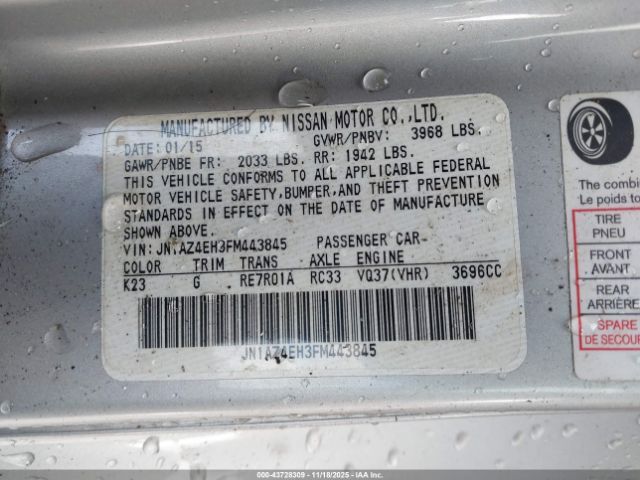 MANUFACTURED BY NISSAN MOTOR CO.,LTD.
DATE: 01/15 GVWR/PNBV: 3968 LBS.
GAWR/PNBE FR: 2033 LBS. RR: 1942 LBS.
THIS VEHICLE CONFORMS TO ALL APPLICABLE FEDERAL
MOTOR VEHICLE SAFETY,BUMPER,AND THEFT PREVENTION
STANDARDS IN EFFECT ON THE DATE OF MANUFACTURE
SHOWN ABOVE.
VIN: JN1AZ4EH3FM443845 PASSENGER CAR
COLOR TRIM TRANS AXLE ENGINE
K23 G RE7R01A RC33 VQ37(VHR) 3696CC
JN1AZ4EH3FM443845
The combi
Le poids to
TIRE
PNEU
FRONT
AVANT
REAR
ARRIÈRE
SPARE
DE SECOU
000-43728309 | 11/18/2025 | IAAI.COM